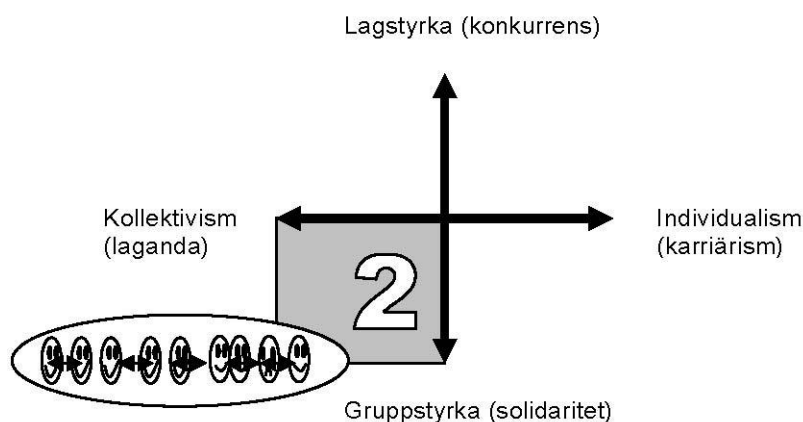 Lagstyrka (konkurrens)
Kollektivism
(laganda)
Individualism
(karriärism)
2
Gruppstyrka (solidaritet)